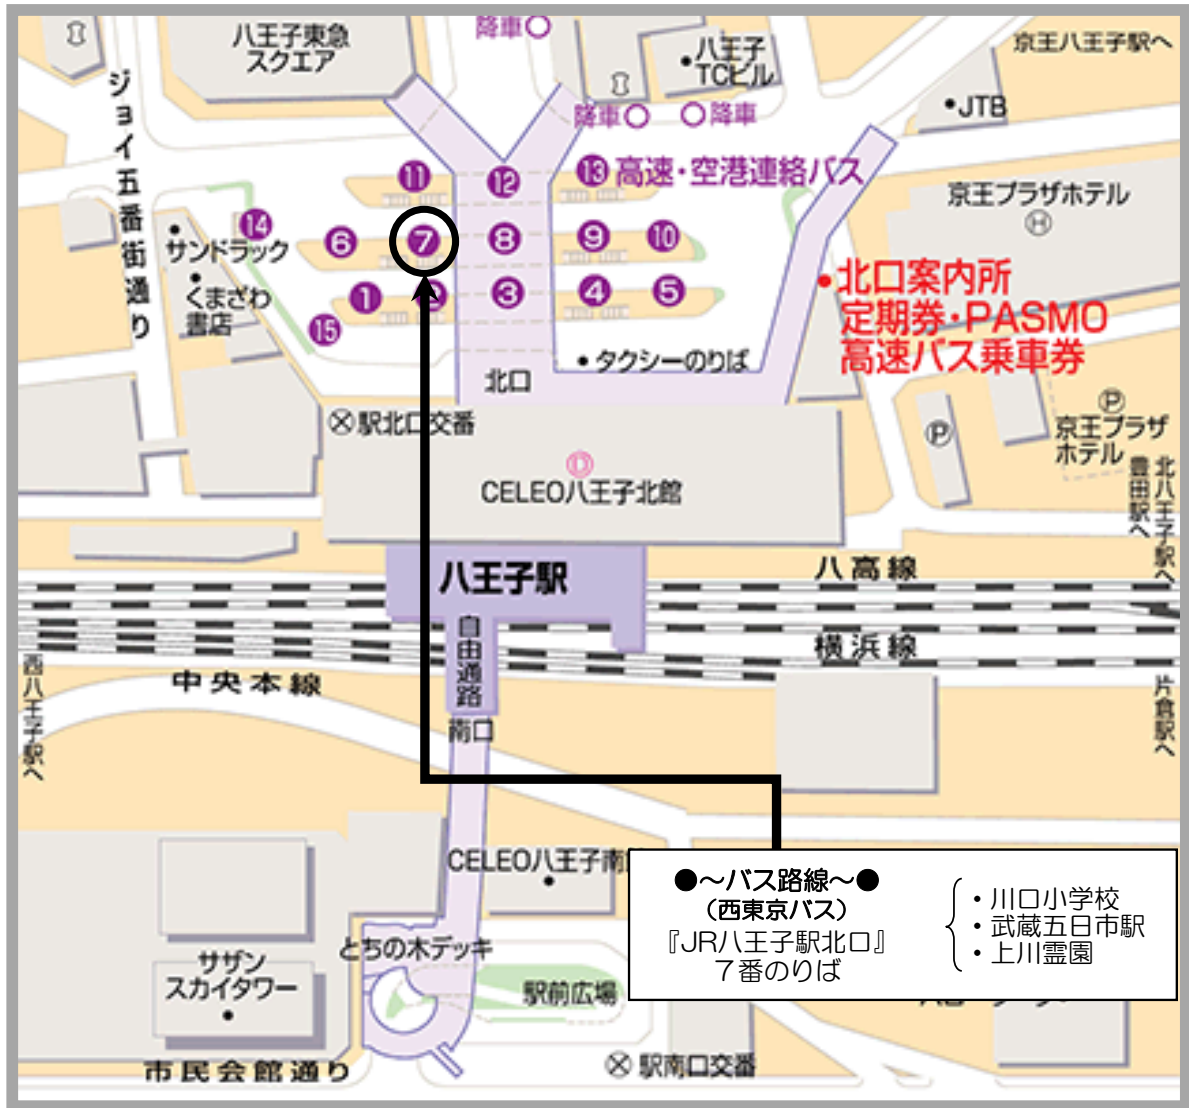 降車
八王子東急
スクエア
八王子
TCビル
京王八王子駅へ
ジョイ五番街通り
降車
降車
JTB
⑪
⑫
⑬高速・空港連絡バス
京王プラザホテル
H
⑭
サンドラック
⑥
⑦
⑧
⑨
⑩
くまざわ
書店
①
③
④
⑤
⑮
北口案内所
定期券・PASMO
高速バス乗車券
タクシーのりば
北口
駅北口交番
P
P
京王プラザ
ホテル
CELEO八王子北館
北八王子駅へ
豊田駅へ
八王子駅
八高線
自由通路
横浜線
中央本線
西八王子駅へ
片倉駅へ
南口
CELEO八王子南
●～バス路線～●
(西東京バス)
『JR八王子駅北口』
7番のりば
・川口小学校
・武蔵五日市駅
・上川霊園
とちの木デッキ
サザン
スカイタワー
駅前広場
市民会館通り
駅南口交番